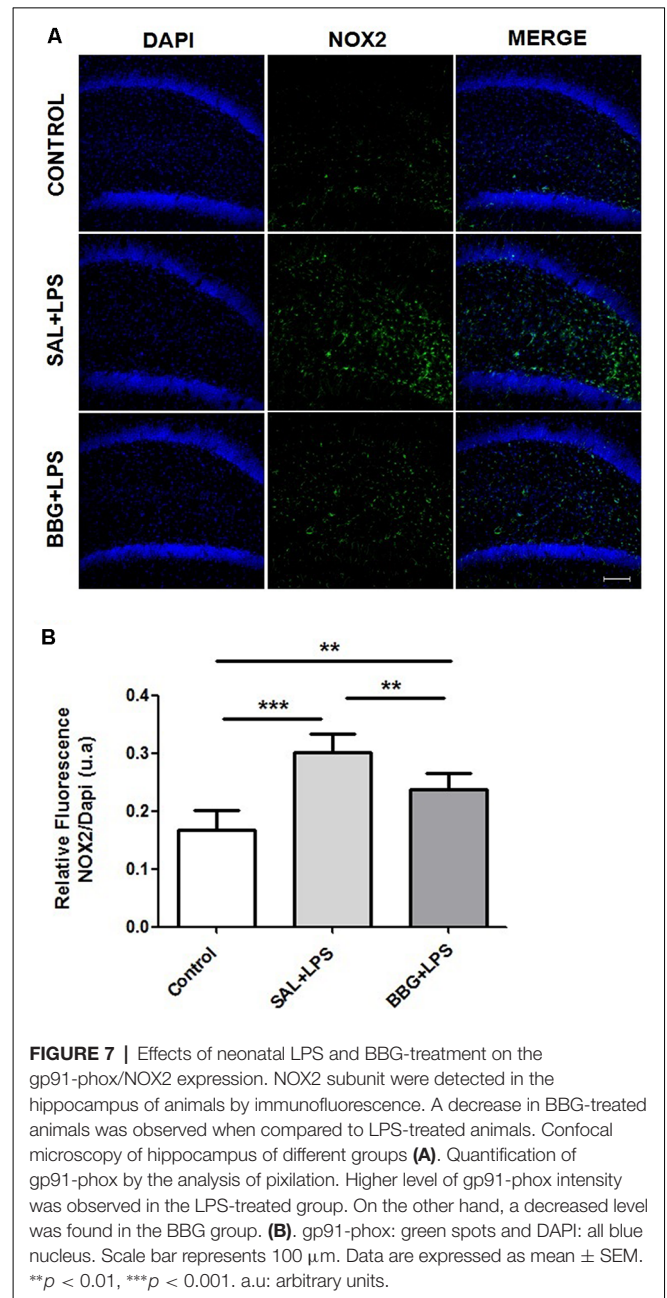 A
DAPI NOX2 MERGE
CONTROL
SAL+LPS
BBG+LPS
B
**
*** **
Relative Fluorescence
NOX2/Dapi (u.a)
0.4
0.3
0.2
0.1
0.0
Control SAL+LPS BBG+LPS
FIGURE 7 | Effects of neonatal LPS and BBG-treatment on the
gp91-phox/NOX2 expression. NOX2 subunit were detected in the
hippocampus of animals by immunofluorescence. A decrease in BBG-treated
animals was observed when compared to LPS-treated animals. Confocal
microscopy of hippocampus of different groups (A). Quantification of
gp91-phox by the analysis of pixilation. Higher level of gp91-phox intensity
was observed in the LPS-treated group. On the other hand, a decreased level
was found in the BBG group. (B). gp91-phox: green spots and DAPI: all blue
nucleus. Scale bar represents 100 μm. Data are expressed as mean ± SEM.
**p < 0.01, ***p < 0.001. a.u: arbitrary units.